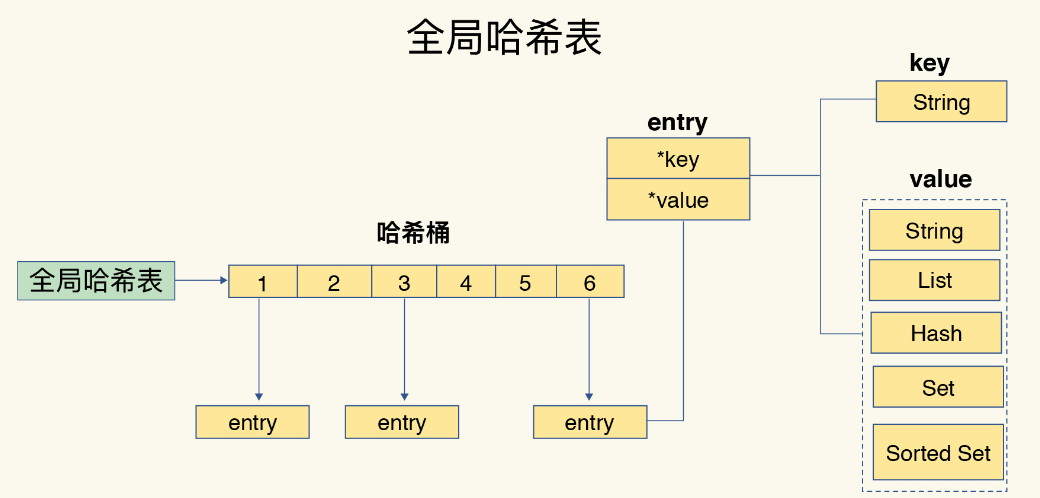 全局哈希表
key
String
entry
*key
*value
value
String
List
Hash
Set
Sorted Set
哈希桶
全局哈希表
1 2 3 4 5 6
entry entry entry